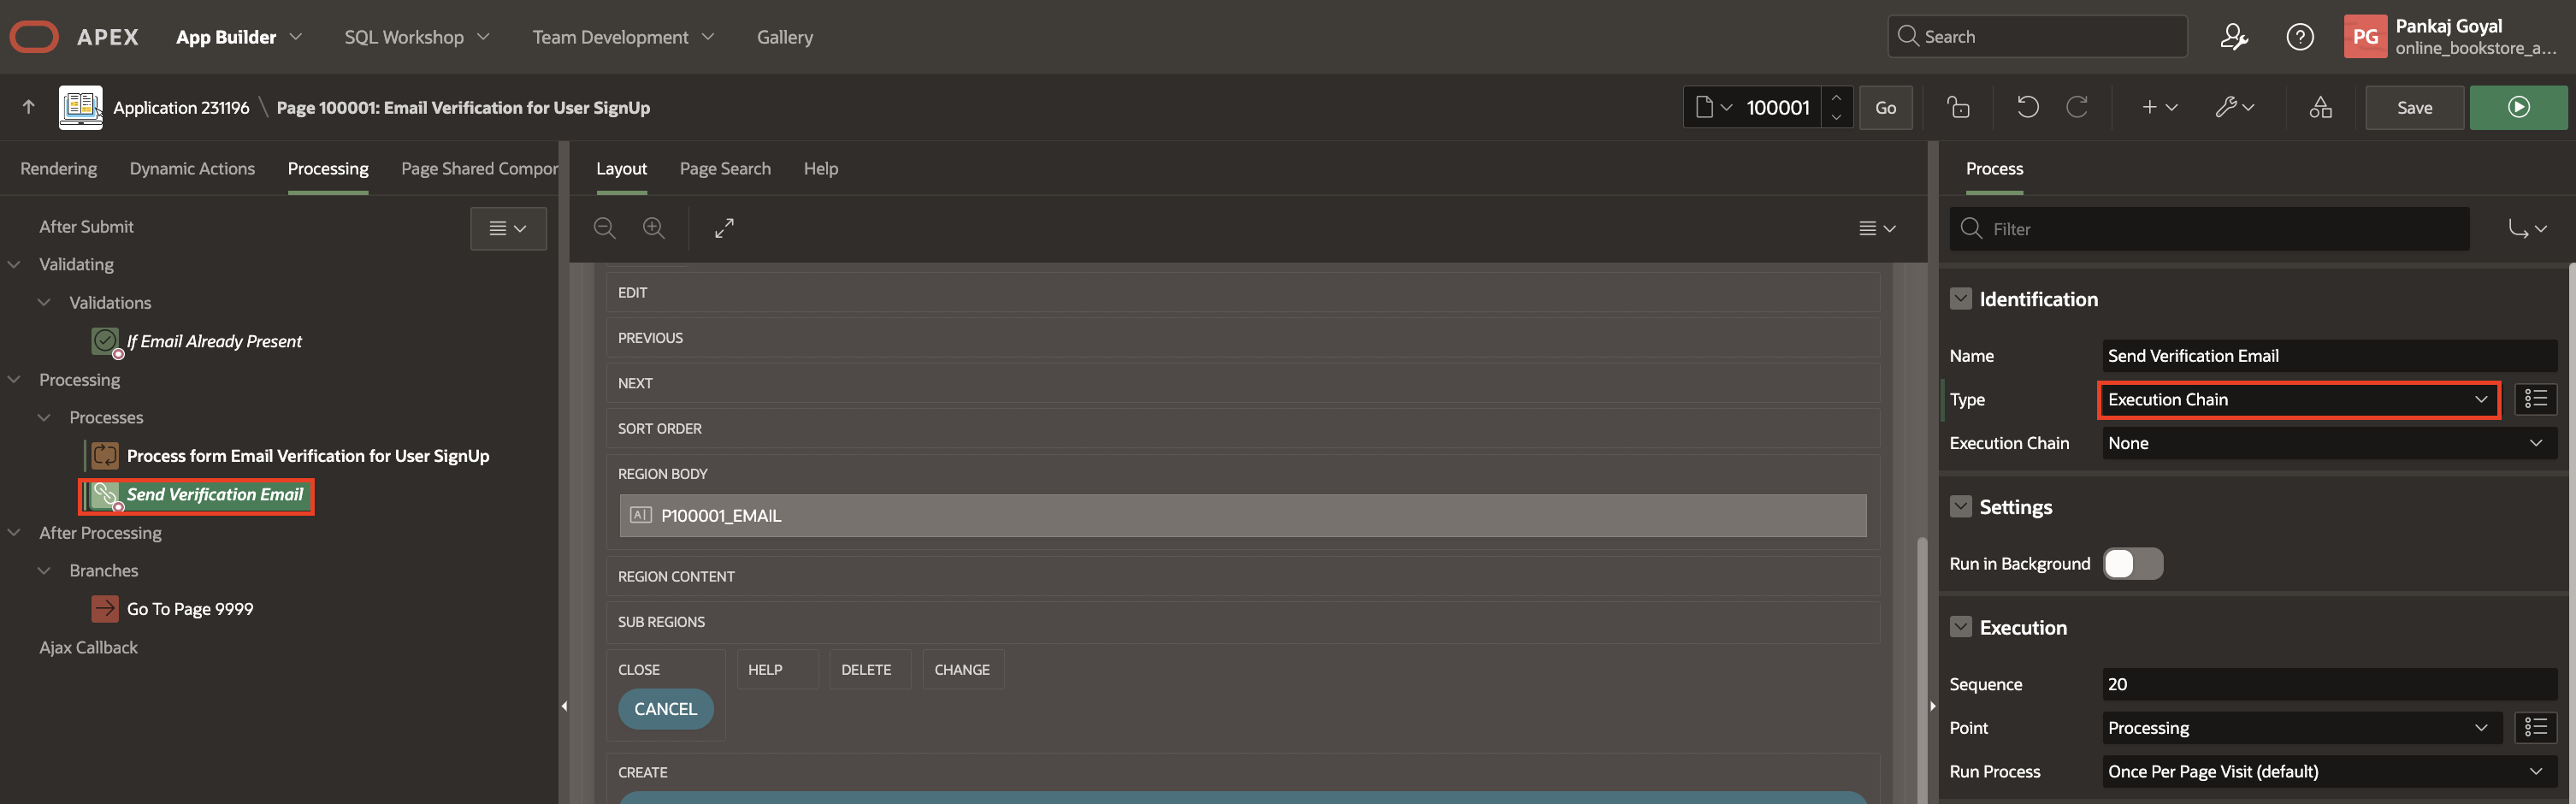 APEX App Builder SQL Workshop Team Development Gallery Search PG Pankaj Goyal
online_bookstore_a...
Application 231196 \ Page 100001: Email Verification for User SignUp 100001 Go Save
Rendering Dynamic Actions Processing Page Shared Compor
After Submit
Validating
Validations
If Email Already Present
Processing
Processes
Process form Email Verification for User SignUp
Send Verification Email
After Processing
Branches
Go To Page 9999
Ajax Callback
Layout Page Search Help
EDIT
PREVIOUS
NEXT
SORT ORDER
REGION BODY
P100001_EMAIL
REGION CONTENT
SUB REGIONS
CLOSE HELP DELETE CHANGE
CANCEL
CREATE
Process
Filter
Identification
Name Send Verification Email
Type Execution Chain
Execution Chain None
Settings
Run in Background
Execution
Sequence 20
Point Processing
Run Process Once Per Page Visit (default)